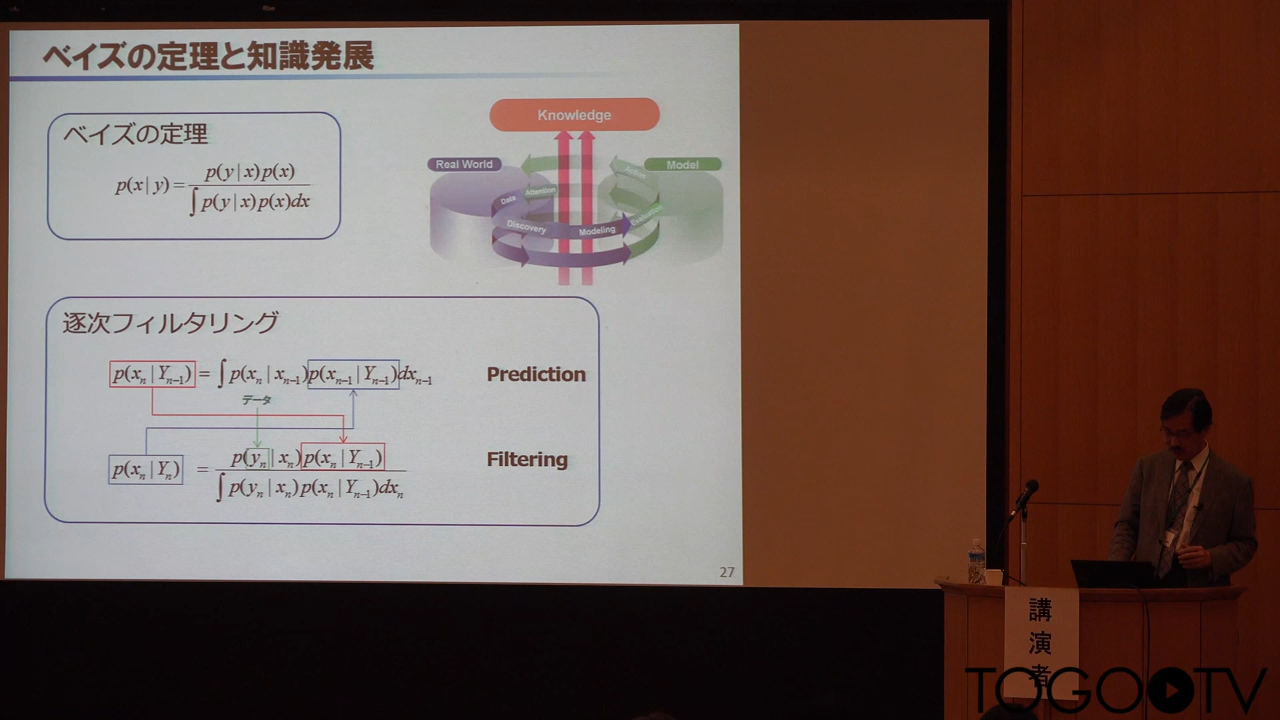 ベイズの定理と知識発展
ベイズの定理
p(x | y) = p(y | x)p(x) / ∫ p(y | x)p(x)dx
Knowledge
Real World
Model
Action
Attention
Data
Evaluation
Discovery
Modeling
逐次フィルタリング
p(xₙ | Yₙ₋₁) = ∫ p(xₙ | xₙ₋₁)p(xₙ₋₁ | Yₙ₋₁)dxₙ₋₁
Prediction
データ
p(xₙ | Yₙ) = p(yₙ | xₙ)p(xₙ | Yₙ₋₁) / ∫ p(yₙ | xₙ)p(xₙ | Yₙ₋₁)dxₙ
Filtering
27
講演者
TOGOTV